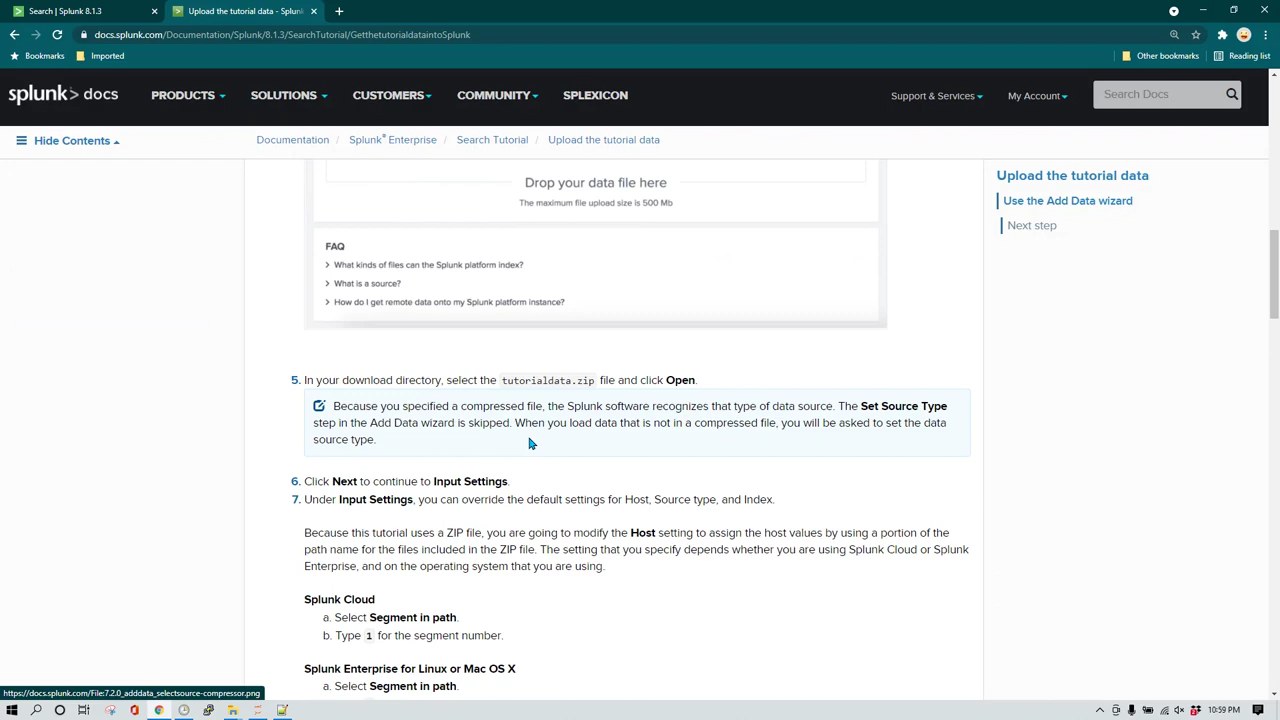 Search | Splunk 8.1.3
Upload the tutorial data - Splunk
docs.splunk.com/Documentation/Splunk/8.1.3/SearchTutorial/GetthetutorialdataintoSplunk
Bookmarks
Imported
Other bookmarks
Reading list
splunk> docs
PRODUCTS
SOLUTIONS
CUSTOMERS
COMMUNITY
SPLEXICON
Support & Services
My Account
Search Docs
Hide Contents
Documentation / Splunk® Enterprise / Search Tutorial / Upload the tutorial data
Drop your data file here
The maximum file upload size is 500 Mb
FAQ
> What kinds of files can the Splunk platform index?
> What is a source?
> How do I get remote data onto my Splunk platform instance?
Upload the tutorial data
Use the Add Data wizard
Next step
5. In your download directory, select the tutorialdata.zip file and click Open.
Because you specified a compressed file, the Splunk software recognizes that type of data source. The Set Source Type
step in the Add Data wizard is skipped. When you load data that is not in a compressed file, you will be asked to set the data
source type.
6. Click Next to continue to Input Settings.
7. Under Input Settings, you can override the default settings for Host, Source type, and Index.
Because this tutorial uses a ZIP file, you are going to modify the Host setting to assign the host values by using a portion of the
path name for the files included in the ZIP file. The setting that you specify depends whether you are using Splunk Cloud or Splunk
Enterprise, and on the operating system that you are using.
Splunk Cloud
a. Select Segment in path.
b. Type 1 for the segment number.
Splunk Enterprise for Linux or Mac OS X
a. Select Segment in path.
https://docs.splunk.com/File:7.2.0_adddata_selectsource-compressor.png
10:59 PM